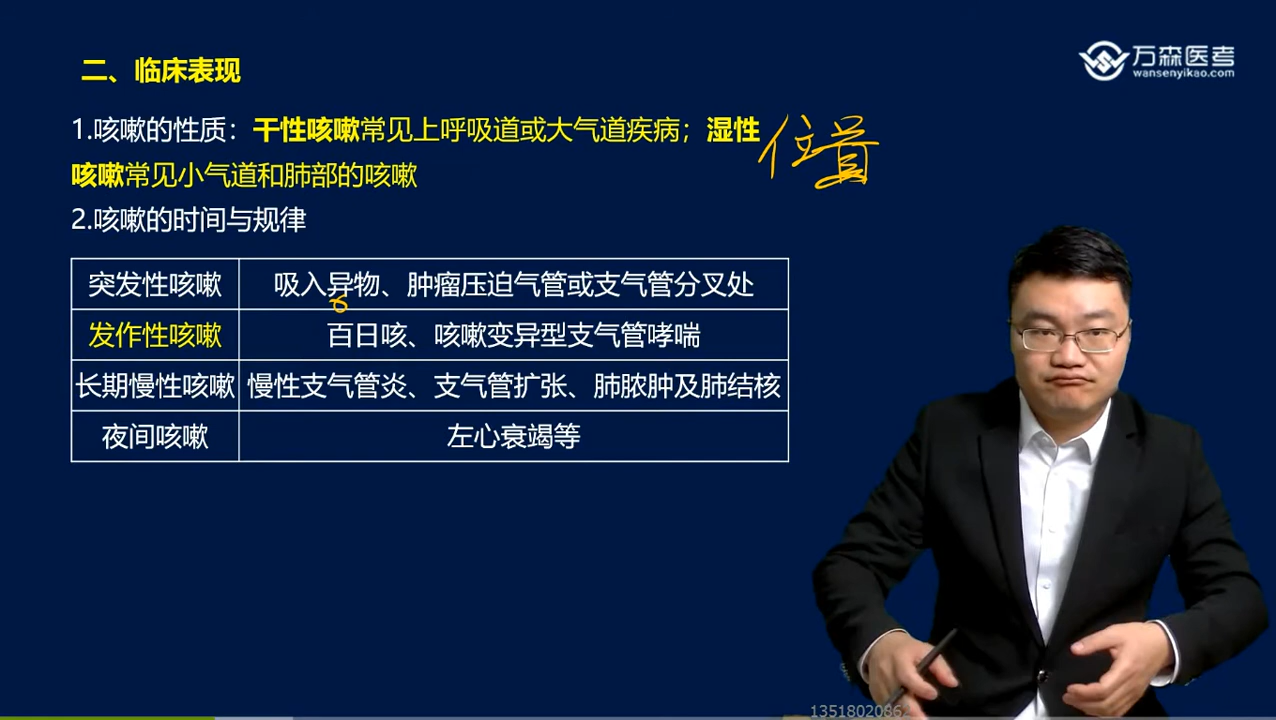 二、临床表现
万森医考
wansenyikao.com
1.咳嗽的性质：干性咳嗽常见上呼吸道或大气道疾病；湿性
咳嗽常见小气道和肺部的咳嗽
位置
2.咳嗽的时间与规律
突发性咳嗽 吸入异物、肿瘤压迫气管或支气管分叉处
发作性咳嗽 百日咳、咳嗽变异型支气管哮喘
长期慢性咳嗽 慢性支气管炎、支气管扩张、肺脓肿及肺结核
夜间咳嗽 左心衰竭等